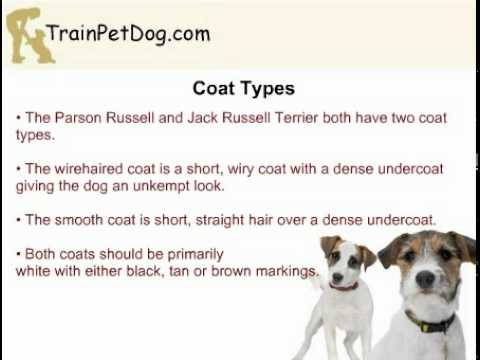 TrainPetDog.com
Coat Types
• The Parson Russell and Jack Russell Terrier both have two coat
types.
• The wirehaired coat is a short, wiry coat with a dense undercoat
giving the dog an unkempt look.
• The smooth coat is short, straight hair over a dense undercoat.
• Both coats should be primarily
white with either black, tan or brown markings.